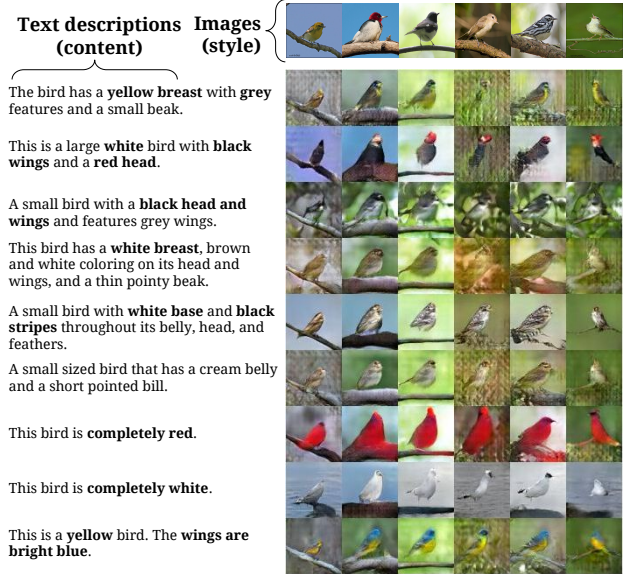 Text descriptions
(content)
Images
(style)
The bird has a yellow breast with grey
features and a small beak.
This is a large white bird with black
wings and a red head.
A small bird with a black head and
wings and features grey wings.
This bird has a white breast, brown
and white coloring on its head and
wings, and a thin pointy beak.
A small bird with white base and black
stripes throughout its belly, head, and
feathers.
A small sized bird that has a cream belly
and a short pointed bill.
This bird is completely red.
This bird is completely white.
This is a yellow bird. The wings are
bright blue.